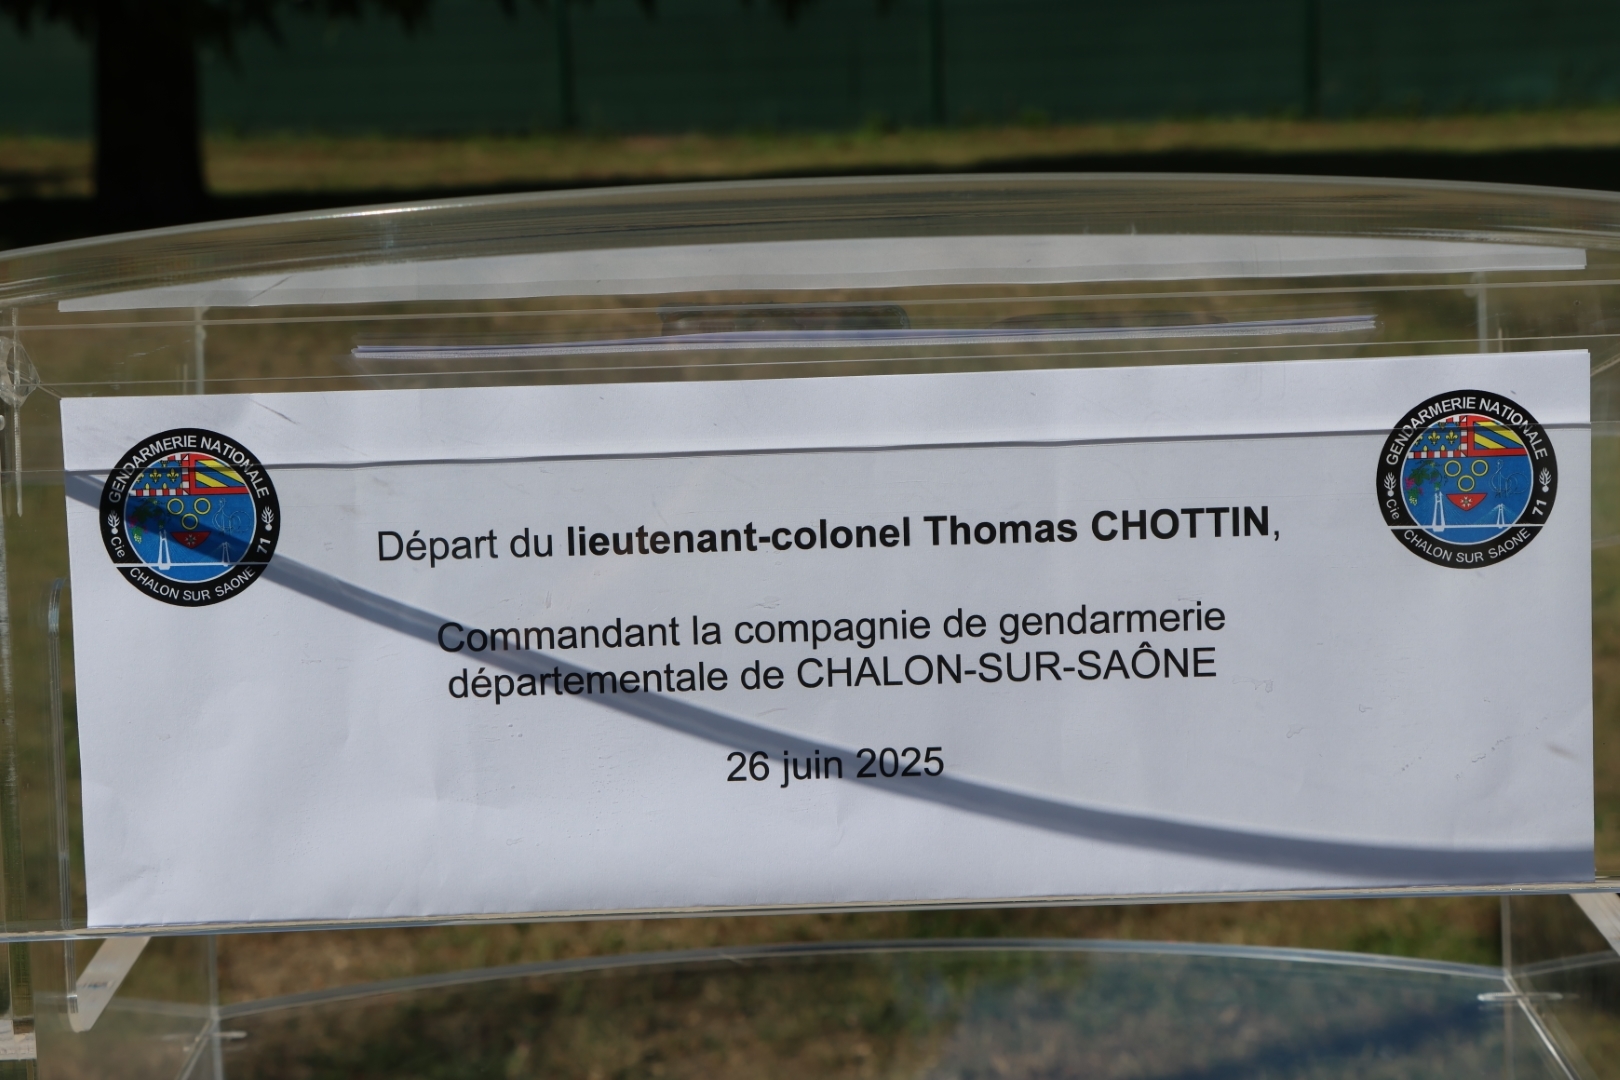 GENDARMERIE NATIONALE
Cie 71
CHALON SUR SAONE
GENDARMERIE NATIONALE
Cie 71
CHALON SUR SAONE
Départ du lieutenant-colonel Thomas CHOTTIN,
Commandant la compagnie de gendarmerie
départementale de CHALON-SUR-SAÔNE
26 juin 2025